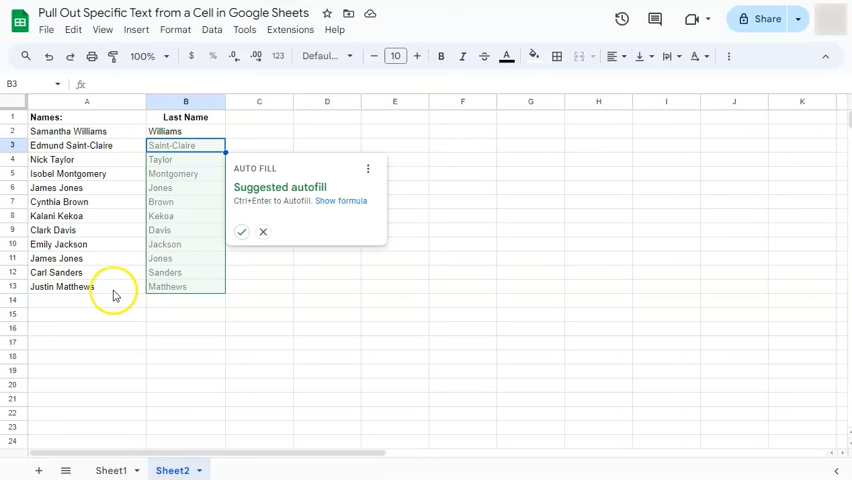 Pull Out Specific Text from a Cell in Google Sheets
File Edit View Insert Format Data Tools Extensions Help
Share
100% $ % .0 .00 123 Defaul... 10 B I A
B3 fx
A B C D E F G H I J K
1 Names: Last Name
2 Samantha Williams Williams
3 Edmund Saint-Claire Saint-Claire
4 Nick Taylor Taylor
5 Isobel Montgomery Montgomery
6 James Jones Jones
7 Cynthia Brown Brown
8 Kalani Kekoa Kekoa
9 Clark Davis Davis
10 Emily Jackson Jackson
11 James Jones Jones
12 Carl Sanders Sanders
13 Justin Matthews Matthews
14
15
16
17
18
19
20
21
22
23
24
AUTO FILL
Suggested autofill
Ctrl+Enter to Autofill. Show formula
Sheet1 Sheet2